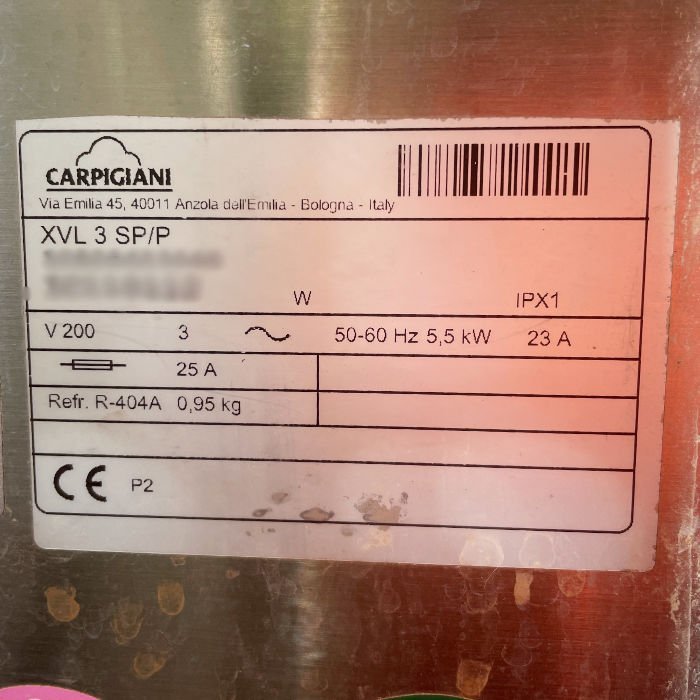 CARPIGIANI
Via Emilia 45, 40011 Anzola dell'Emilia - Bologna - Italy
XVL 3 SP/P
W IPX1
V 200 3 50-60 Hz 5,5 kW 23 A
25 A
Refr. R-404A 0,95 kg
CE P2